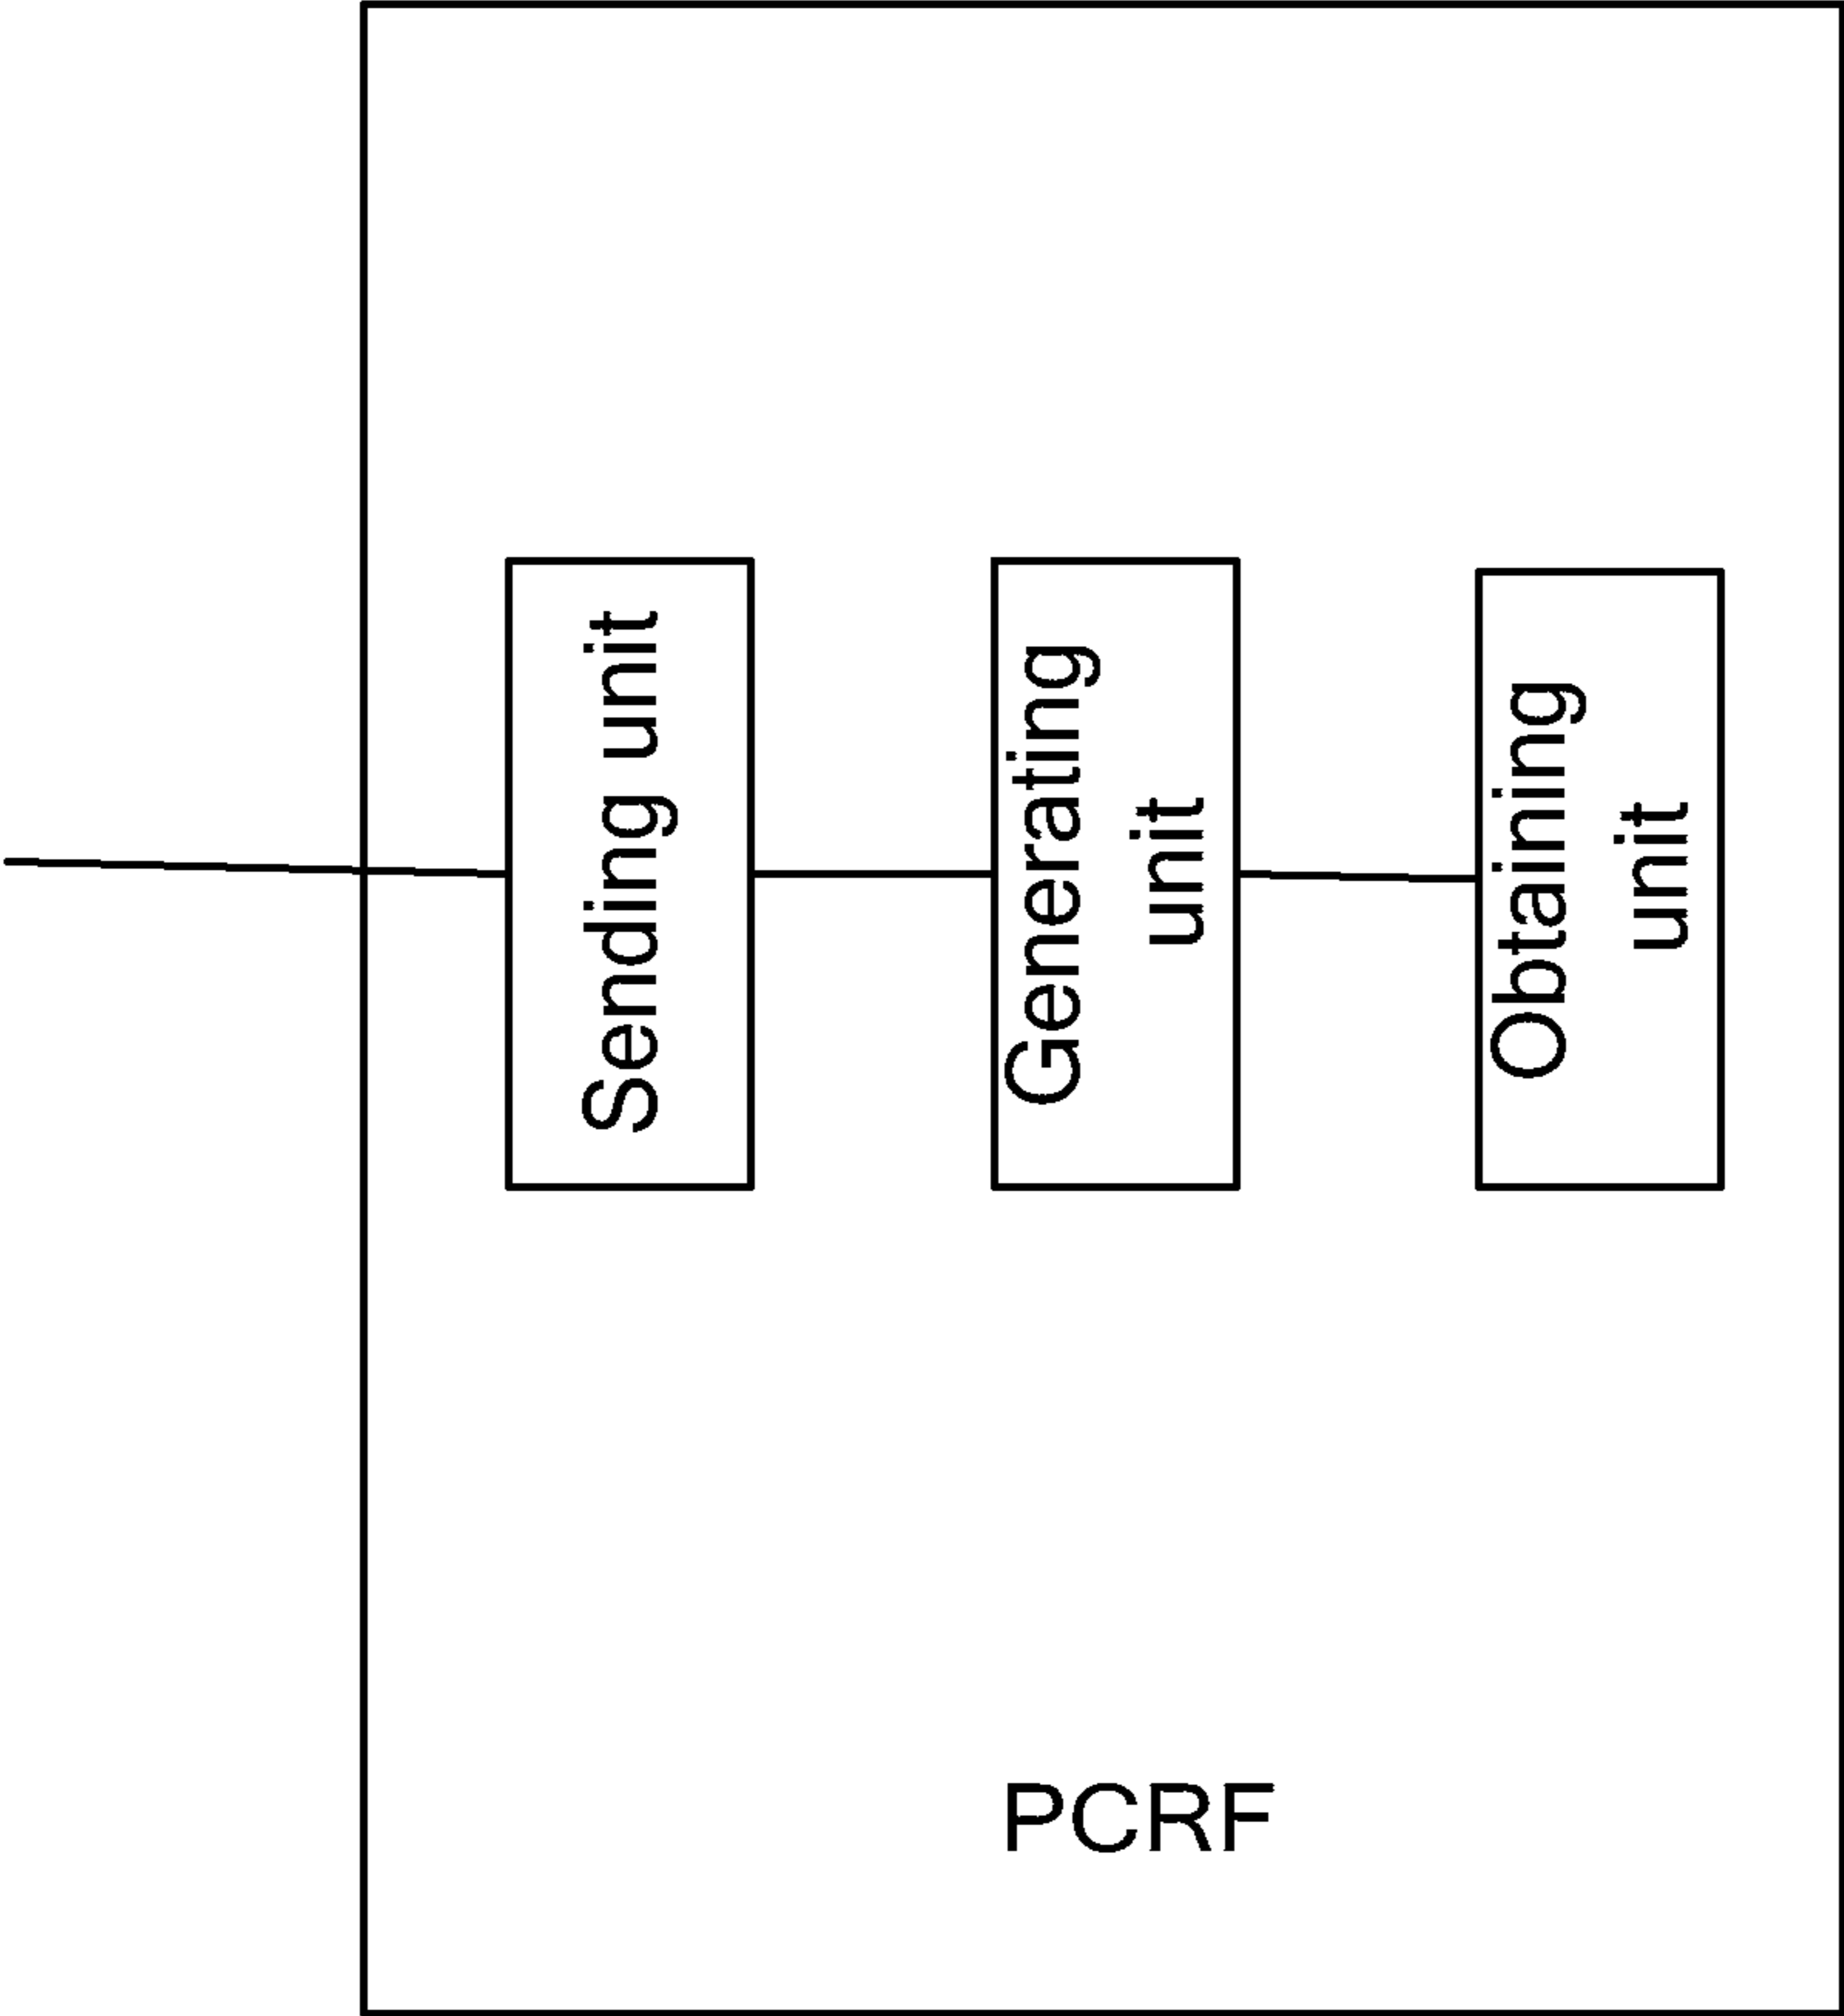 Sending unit
Generating
unit
Obtaining
unit
PCRF